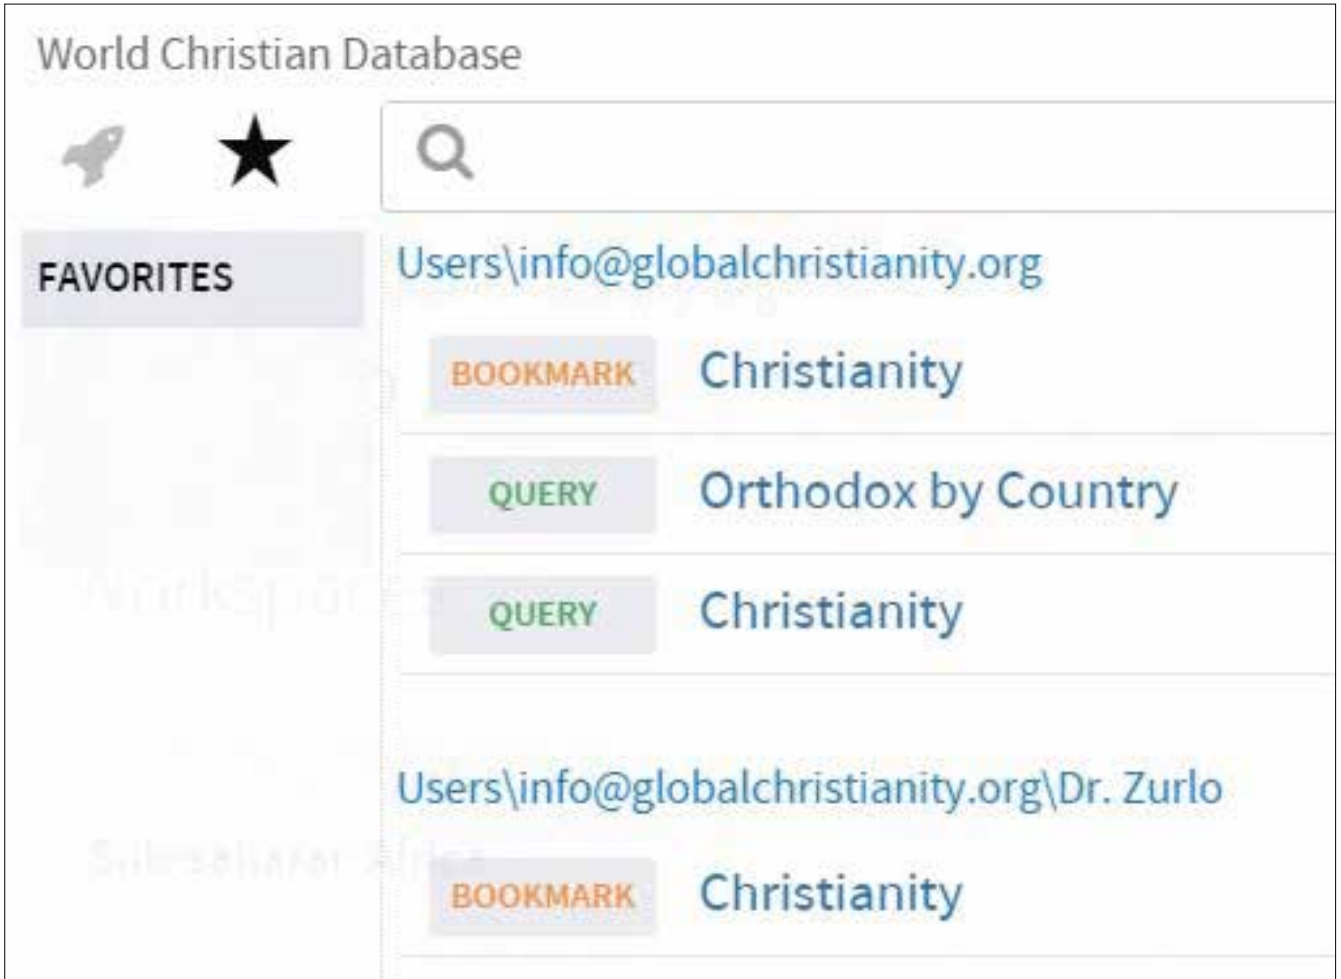 World Christian Database
FAVORITES
Users\info@globalchristianity.org
BOOKMARK Christianity
QUERY Orthodox by Country
QUERY Christianity
Users\info@globalchristianity.org\Dr. Zurlo
BOOKMARK Christianity